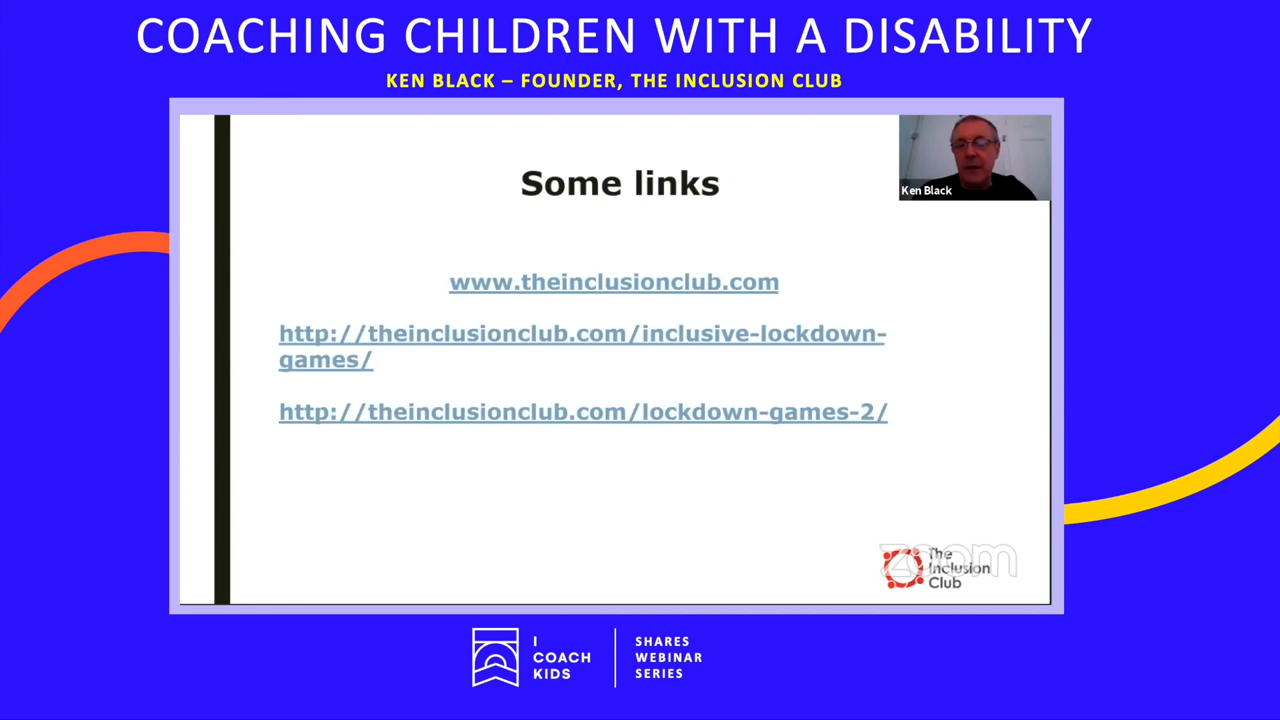 COACHING CHILDREN WITH A DISABILITY
KEN BLACK – FOUNDER, THE INCLUSION CLUB
Some links
Ken Black
www.theinclusionclub.com
http://theinclusionclub.com/inclusive-lockdown-
games/
http://theinclusionclub.com/lockdown-games-2/
zoom
The
Inclusion
Club
I
COACH
KIDS
SHARES
WEBINAR
SERIES